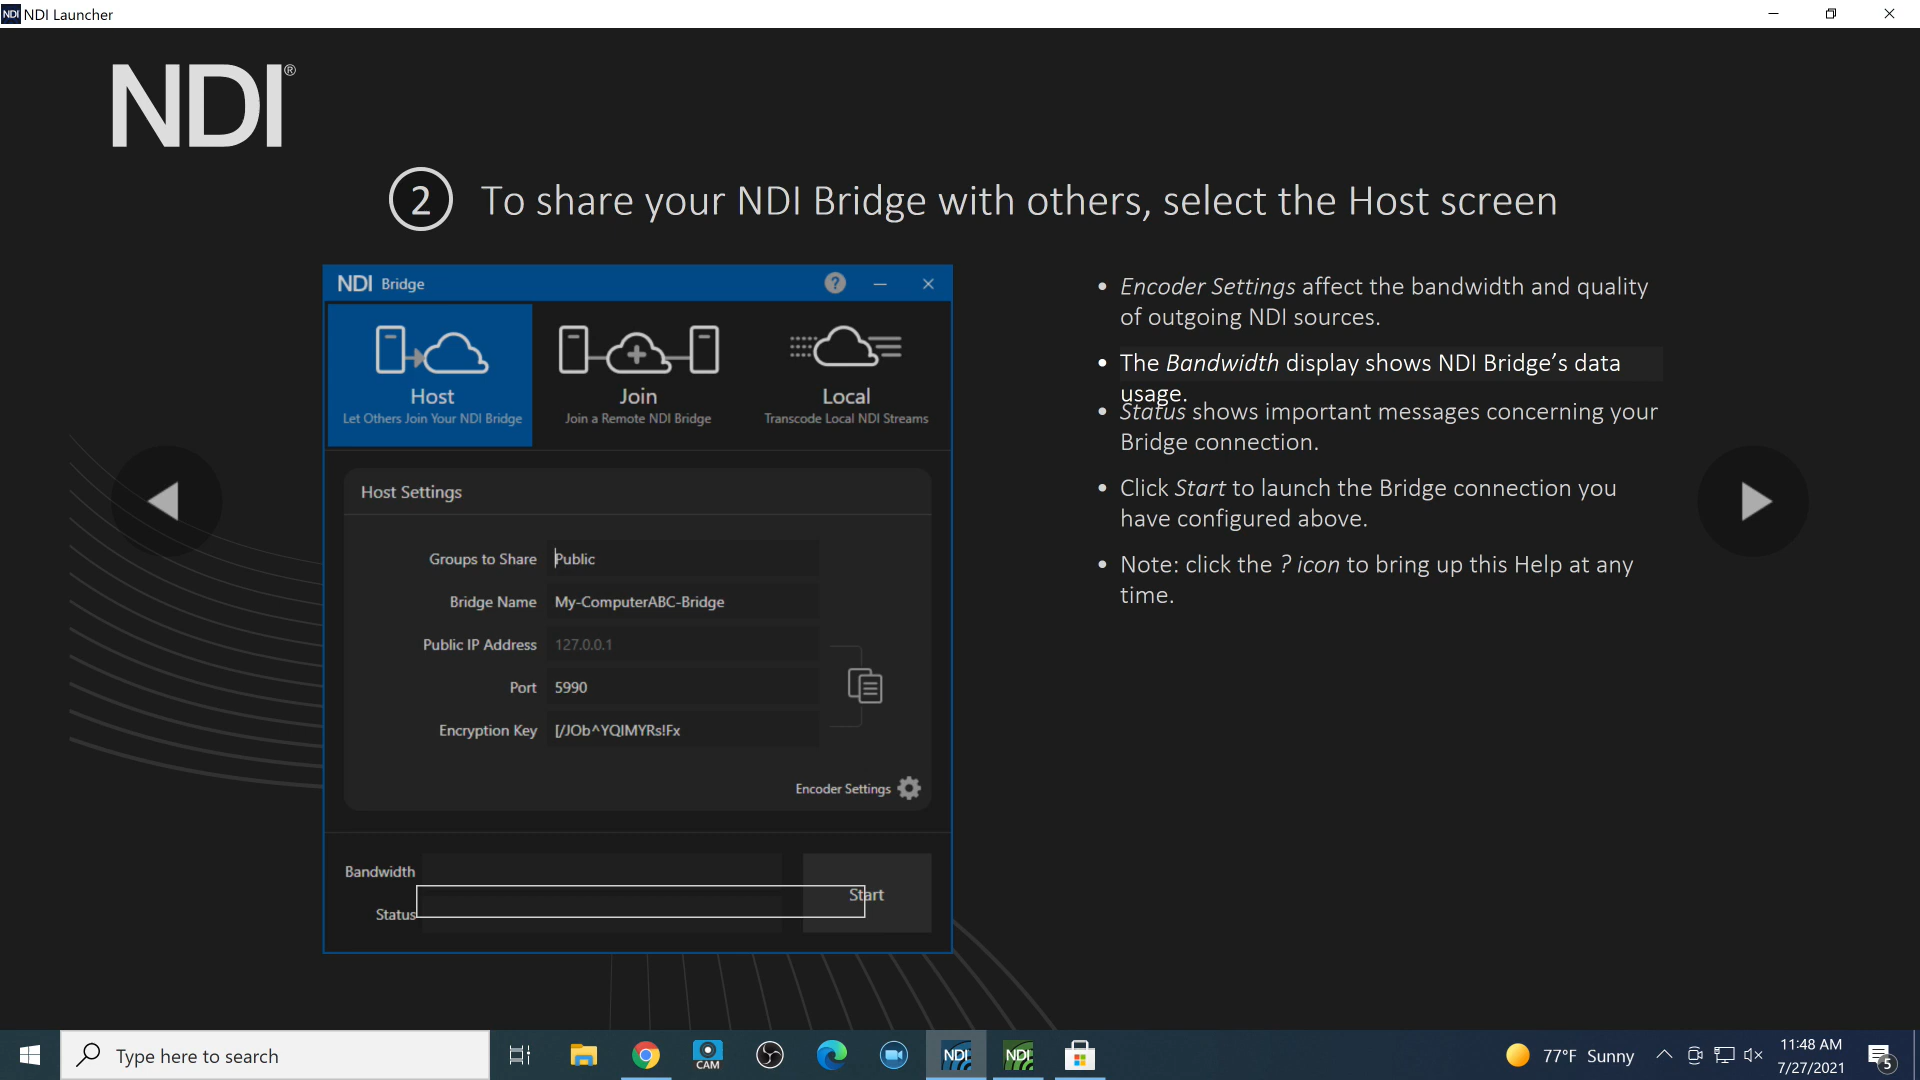 NDI NDI Launcher
NDI®
2 To share your NDI Bridge with others, select the Host screen
NDI Bridge ?
Host
Let Others Join Your NDI Bridge
Join
Join a Remote NDI Bridge
Local
Transcode Local NDI Streams
Host Settings
Groups to Share Public
Bridge Name My-ComputerABC-Bridge
Public IP Address 127.0.0.1
Port 5990
Encryption Key [/JOb^YQIMYRs!Fx
Encoder Settings
Bandwidth
Start
Status
• Encoder Settings affect the bandwidth and quality
of outgoing NDI sources.
• The Bandwidth display shows NDI Bridge’s data
usage.
• Status shows important messages concerning your
Bridge connection.
• Click Start to launch the Bridge connection you
have configured above.
• Note: click the ? icon to bring up this Help at any
time.
Type here to search
CAM
NDI
NDI
77°F Sunny
11:48 AM
7/27/2021
5